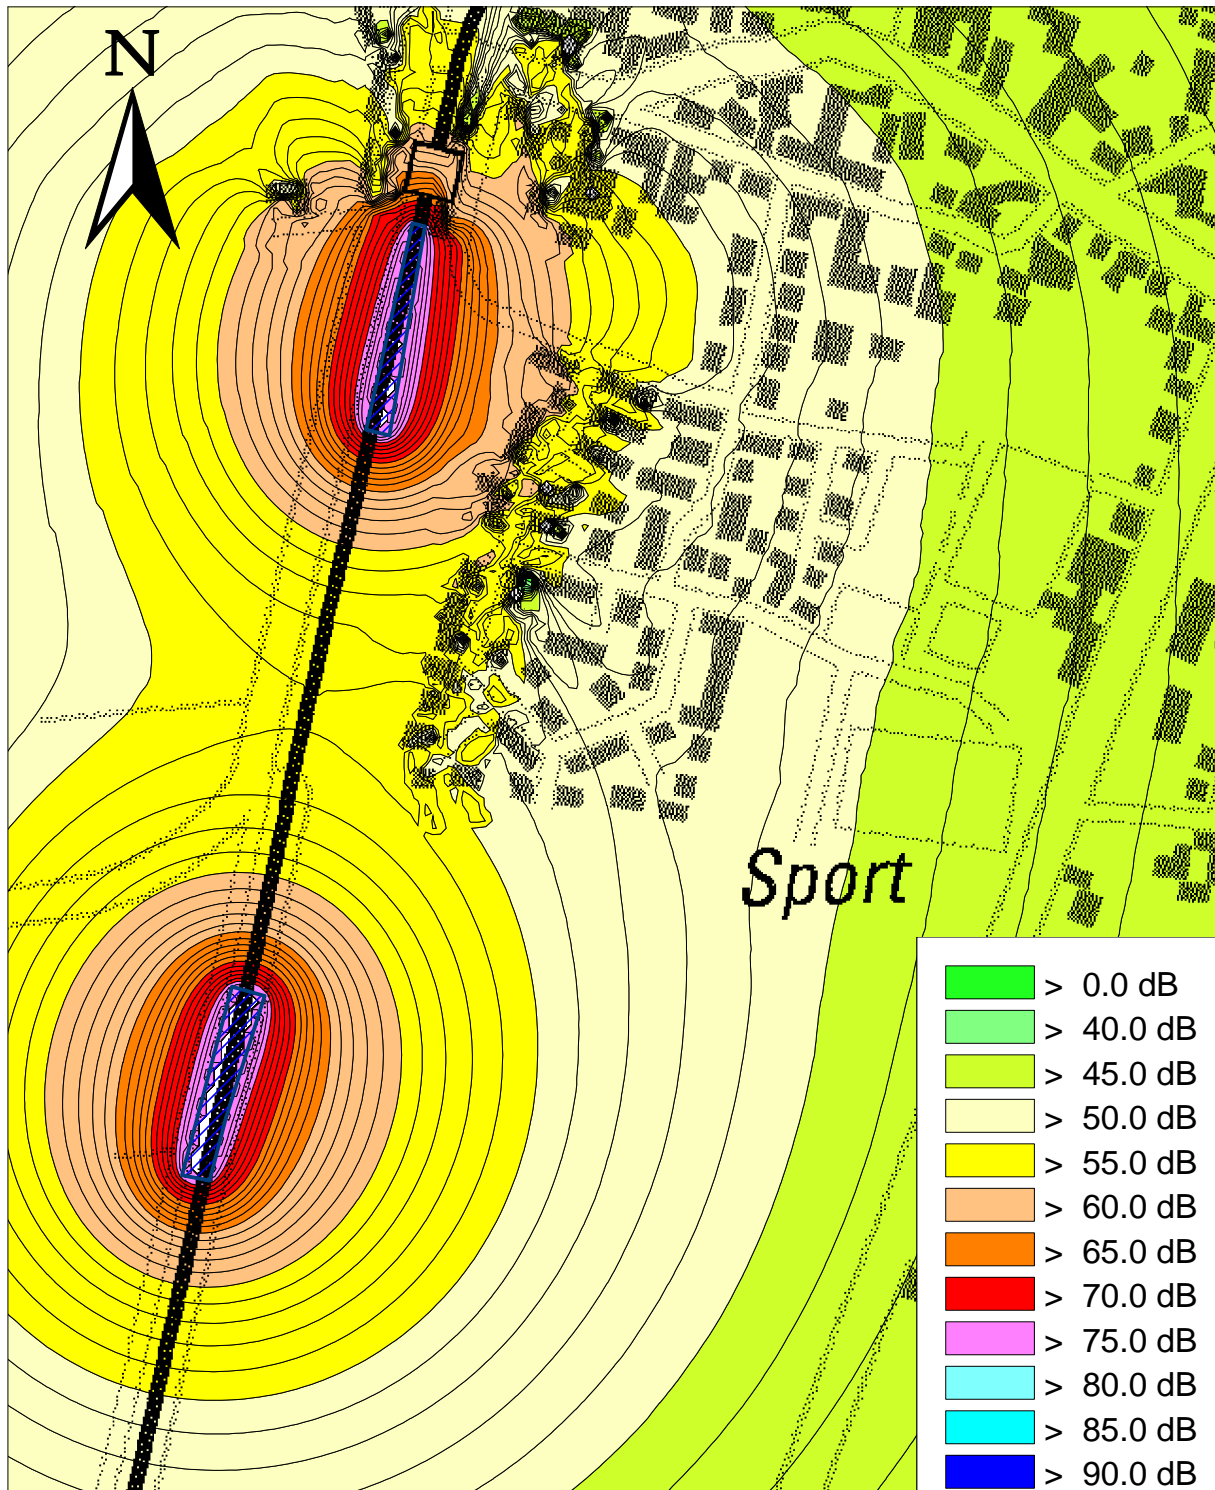 N
Sport
> 0.0 dB
> 40.0 dB
> 45.0 dB
> 50.0 dB
> 55.0 dB
> 60.0 dB
> 65.0 dB
> 70.0 dB
> 75.0 dB
> 80.0 dB
> 85.0 dB
> 90.0 dB